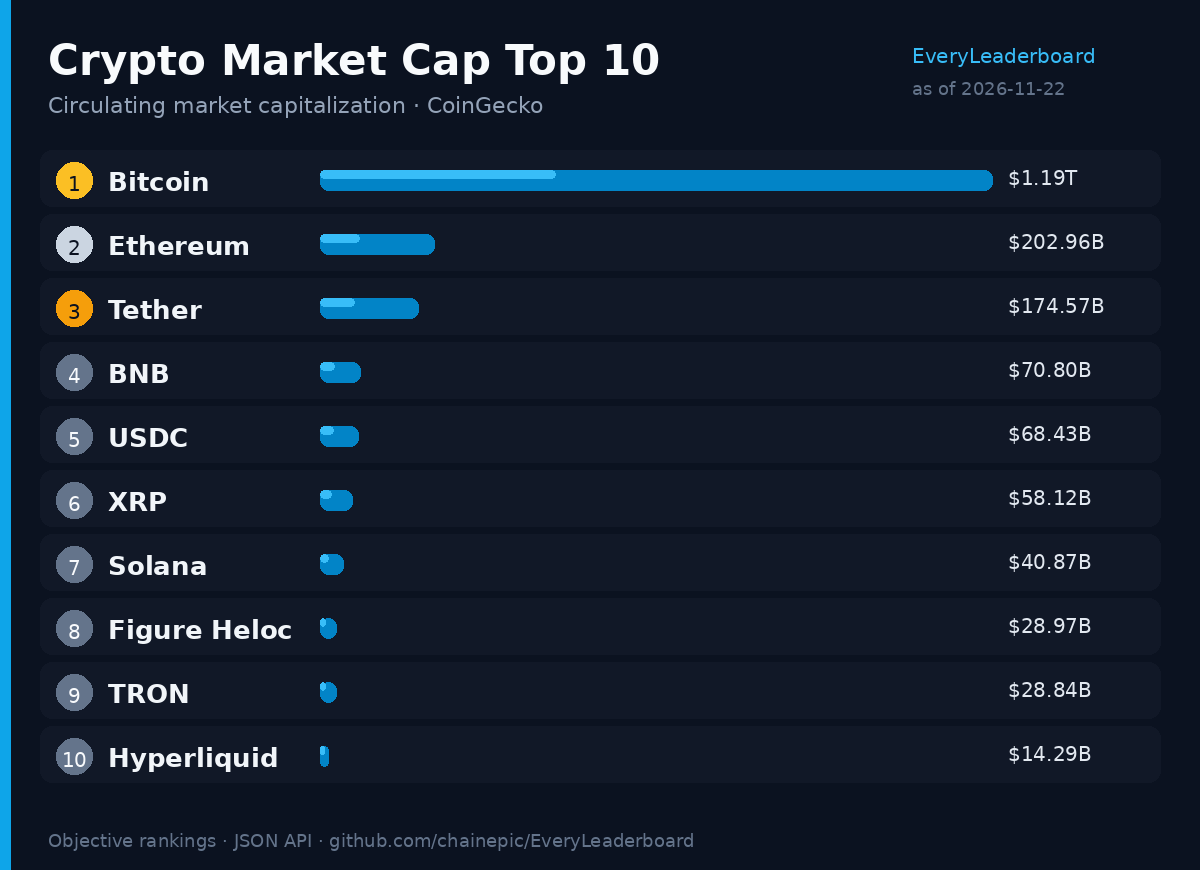 Crypto Market Cap Top 10
EveryLeaderboard
Circulating market capitalization · CoinGecko
as of 2026-11-22
1 Bitcoin $1.19T
2 Ethereum $202.96B
3 Tether $174.57B
4 BNB $70.80B
5 USDC $68.43B
6 XRP $58.12B
7 Solana $40.87B
8 Figure Heloc $28.97B
9 TRON $28.84B
10 Hyperliquid $14.29B
Objective rankings · JSON API · github.com/chainepic/EveryLeaderboard